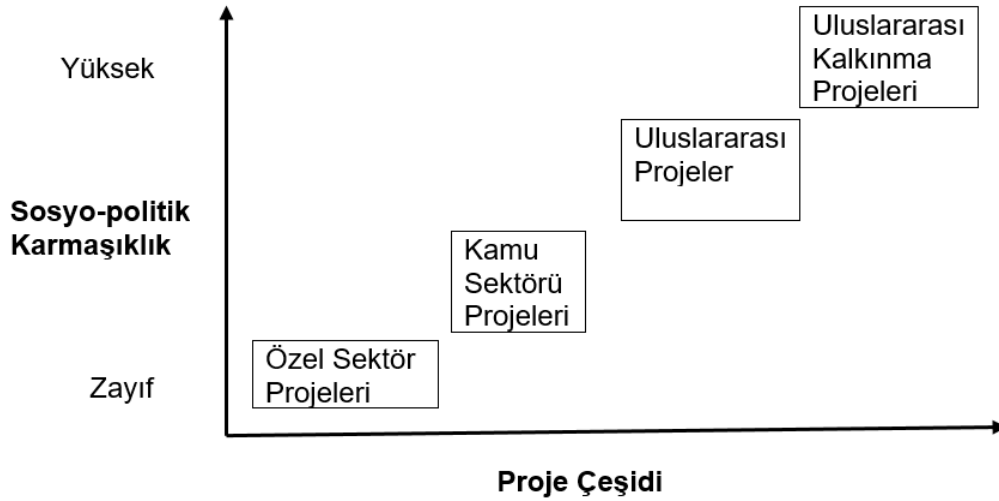 Yüksek
Sosyo-politik
Karmaşıklık
Zayıf
Uluslararası
Kalkınma
Projeleri
Uluslararası
Projeler
Kamu
Sektörü
Projeleri
Özel Sektör
Projeleri
Proje Çeşidi